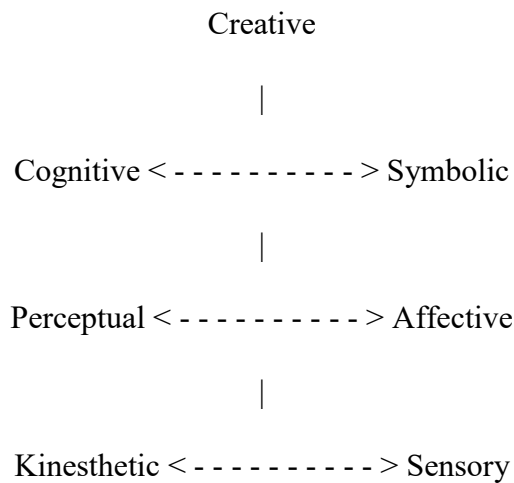 Creative
|
Cognitive < - - - - - - - - - - > Symbolic
|
Perceptual < - - - - - - - - - - > Affective
|
Kinesthetic < - - - - - - - - - - > Sensory